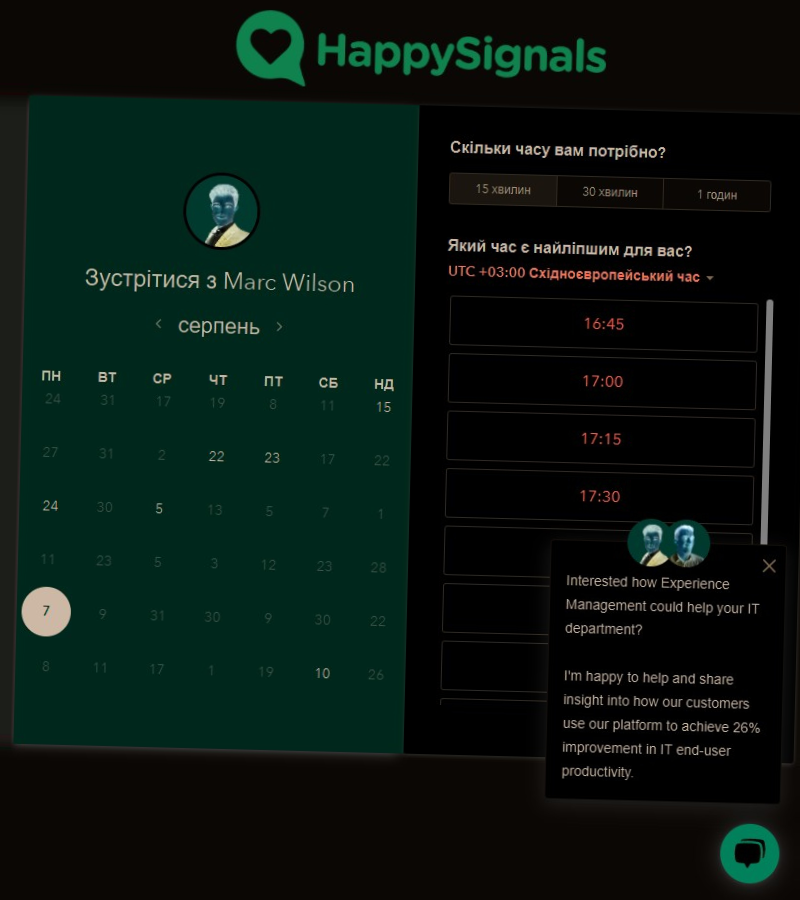 HappySignals
Зустрітися з Marc Wilson
серпень
ПН ВТ СР ЧТ ПТ СБ НД
24 31 17 19 8 11 15
27 31 2 22 23 17 22
24 30 5 13 5 7 1
11 23 5 3 12 23 28
7 9 31 30 9 30 22
8 11 17 1 19 10 26
Скільки часу вам потрібно?
15 хвилин 30 хвилин 1 годин
Який час є найліпшим для вас?
UTC +03:00 Східноєвропейський час
16:45
17:00
17:15
17:30
Interested how Experience
Management could help your IT
department?
I'm happy to help and share
insight into how our customers
use our platform to achieve 26%
improvement in IT end-user
productivity.